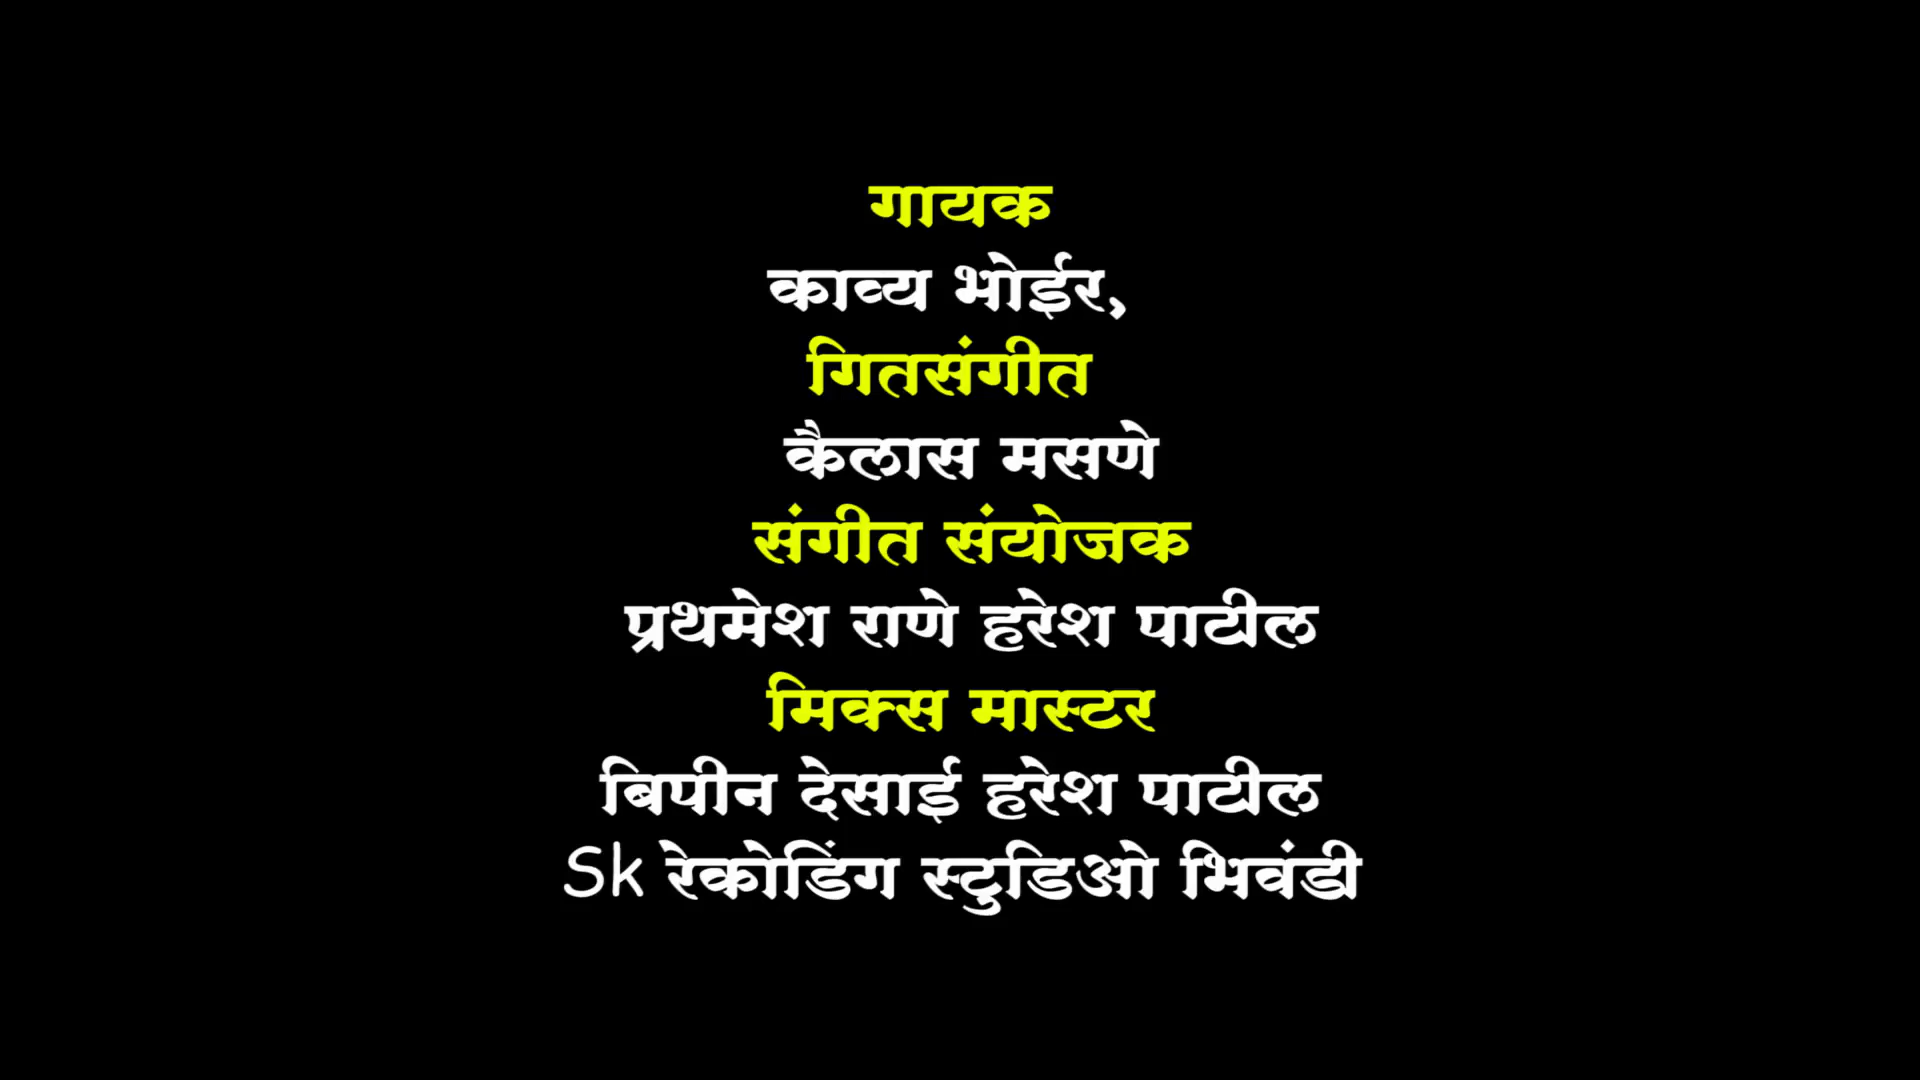 गायक
काव्य भोईर,
गितसंगीत
कैलास मसणे
संगीत संयोजक
प्रथमेश राणे हरेश पाटील
मिक्स मास्टर
बिपीन देसाई हरेश पाटील
Sk रेकोडिंग स्टुडिओ भिवंडी